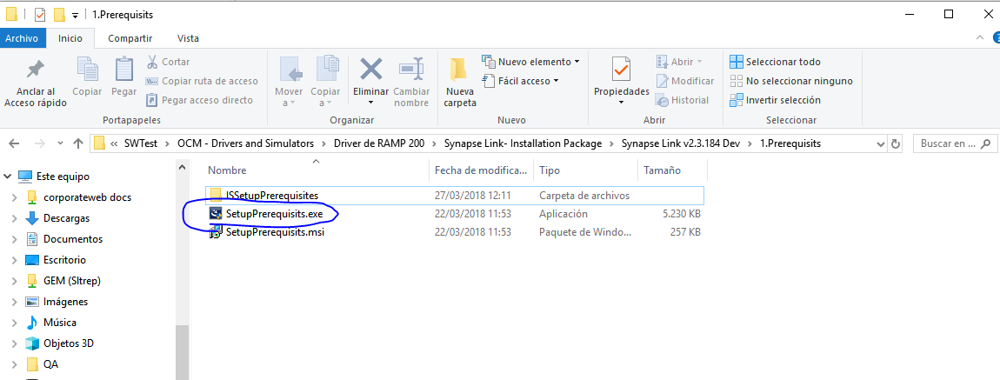 1.Prerequisits
Archivo Inicio Compartir Vista
Anclar al
Acceso rápido
Copiar
Pegar
Cortar
Copiar ruta de acceso
Pegar acceso directo
Portapapeles
Mover
a
Copiar
a
Eliminar
Cambiar
nombre
Organizar
Nueva
carpeta
Nuevo elemento
Fácil acceso
Nuevo
Propiedades
Abrir
Modificar
Historial
Abrir
Seleccionar todo
No seleccionar ninguno
Invertir selección
Seleccionar
« SWTest > OCM - Drivers and Simulators > Driver de RAMP 200 > Synapse Link- Installation Package > Synapse Link v2.3.184 Dev > 1.Prerequisits
Buscar en ...
Este equipo
corporateweb docs
Descargas
Documentos
Escritorio
GEM (SItrep)
Imágenes
Música
Objetos 3D
QA
Nombre Fecha de modifica... Tipo Tamaño
ISSetupPrerequisites 27/03/2018 12:11 Carpeta de archivos
SetupPrerequisits.exe 22/03/2018 11:53 Aplicación 5.230 KB
SetupPrerequisits.msi 22/03/2018 11:53 Paquete de Windo... 257 KB